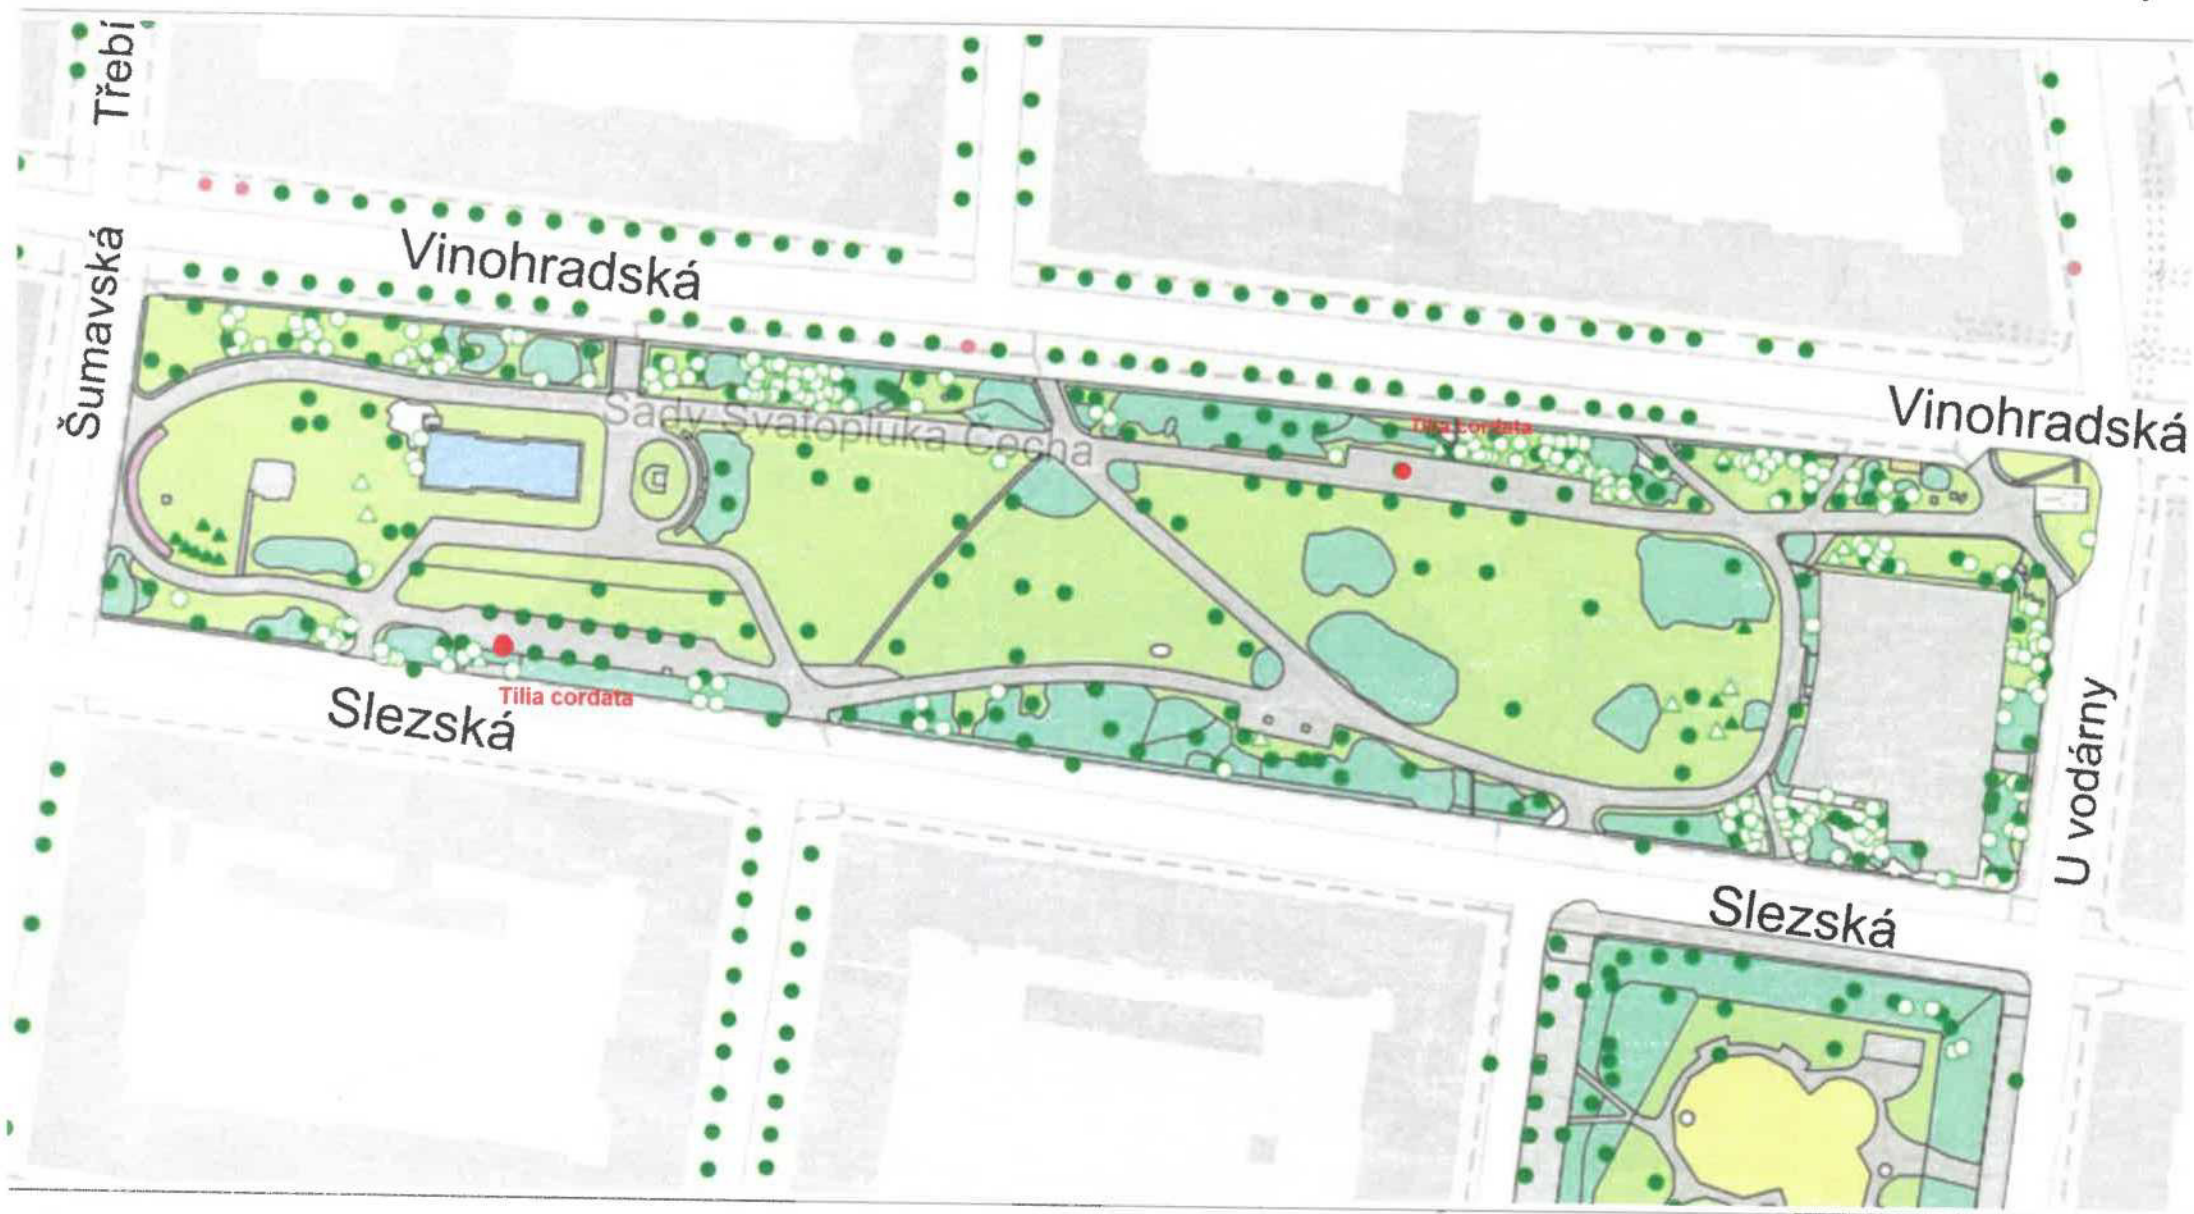 Třebí
Vinohradská
Šumavská
Vinohradská
Sady Svatopluka Čecha
Tilia cordata
Tilia cordata
Slezská
U vodárny
Slezská